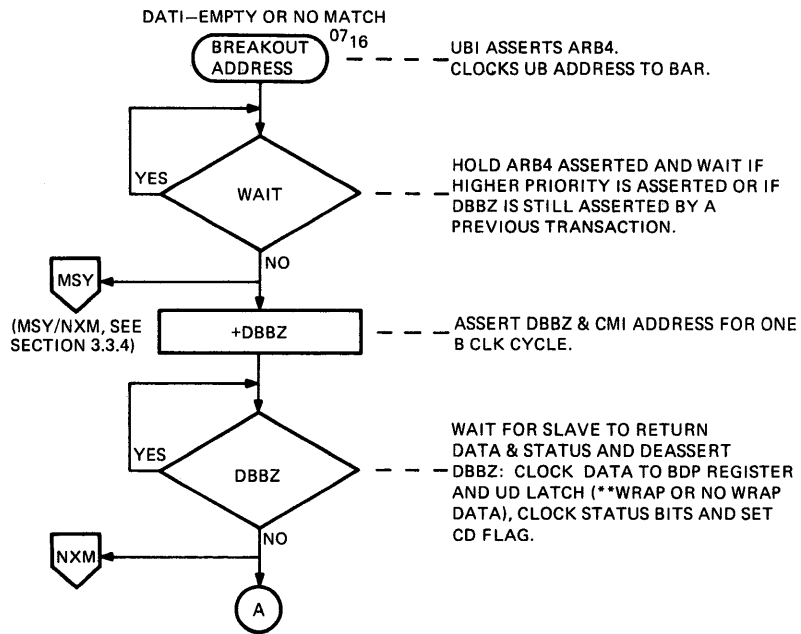 DATI–EMPTY OR NO MATCH
BREAKOUT
ADDRESS
07₁₆
UBI ASSERTS ARB4.
CLOCKS UB ADDRESS TO BAR.
YES
WAIT
HOLD ARB4 ASSERTED AND WAIT IF
HIGHER PRIORITY IS ASSERTED OR IF
DBBZ IS STILL ASSERTED BY A
PREVIOUS TRANSACTION.
NO
MSY
(MSY/NXM, SEE
SECTION 3.3.4)
+DBBZ
ASSERT DBBZ & CMI ADDRESS FOR ONE
B CLK CYCLE.
YES
DBBZ
WAIT FOR SLAVE TO RETURN
DATA & STATUS AND DEASSERT
DBBZ: CLOCK DATA TO BDP REGISTER
AND UD LATCH (**WRAP OR NO WRAP
DATA), CLOCK STATUS BITS AND SET
CD FLAG.
NO
NXM
A